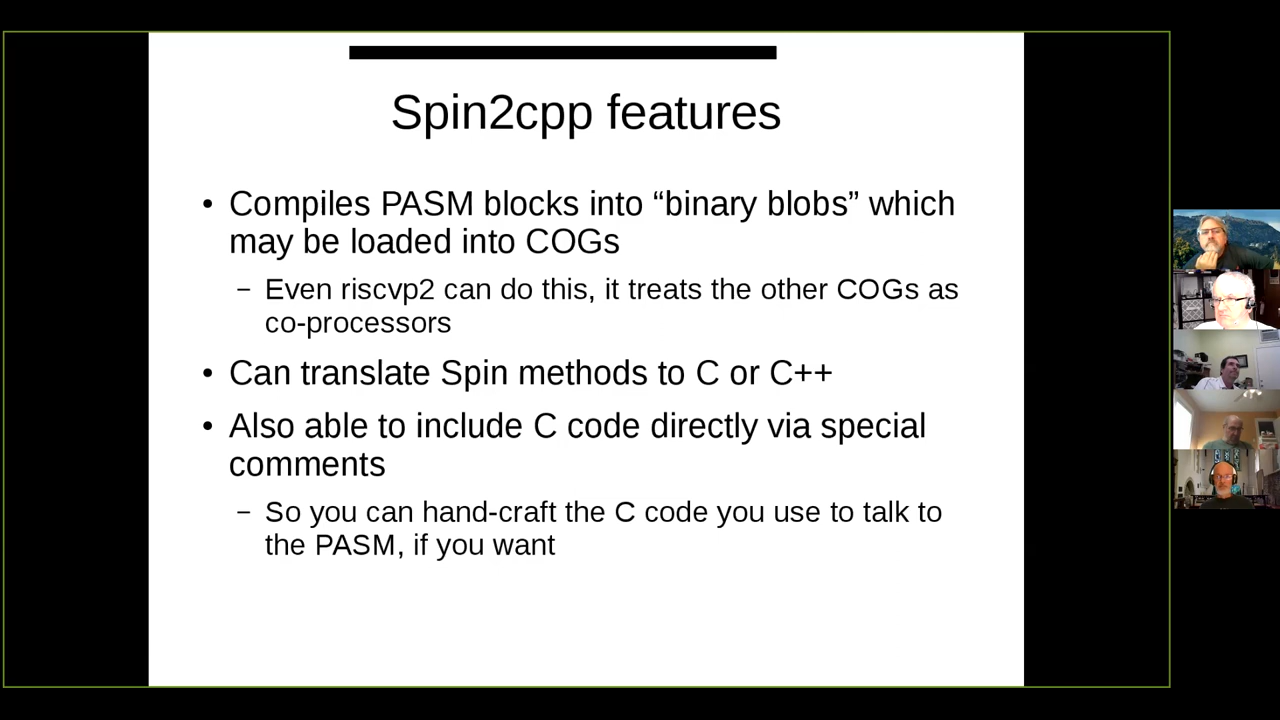 Spin2cpp features
• Compiles PASM blocks into “binary blobs” which
may be loaded into COGs
– Even riscvp2 can do this, it treats the other COGs as
co-processors
• Can translate Spin methods to C or C++
• Also able to include C code directly via special
comments
– So you can hand-craft the C code you use to talk to
the PASM, if you want